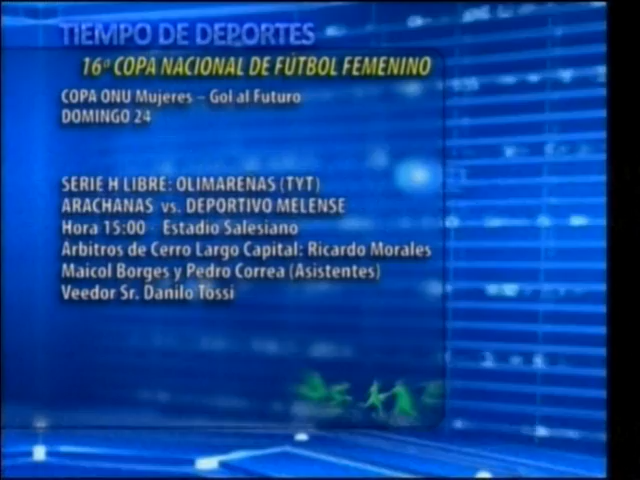 TIEMPO DE DEPORTES
16º COPA NACIONAL DE FÚTBOL FEMENINO
COPA ONU Mujeres – Gol al Futuro
DOMINGO 24
SERIE H LIBRE: OLIMARENAS (TYT)
ARACHANAS vs. DEPORTIVO MELENSE
Hora 15:00 Estadio Salesiano
Arbitros de Cerro Largo Capital: Ricardo Morales
Maicol Borges y Pedro Correa (Asistentes)
Veedor Sr. Danilo Tossi